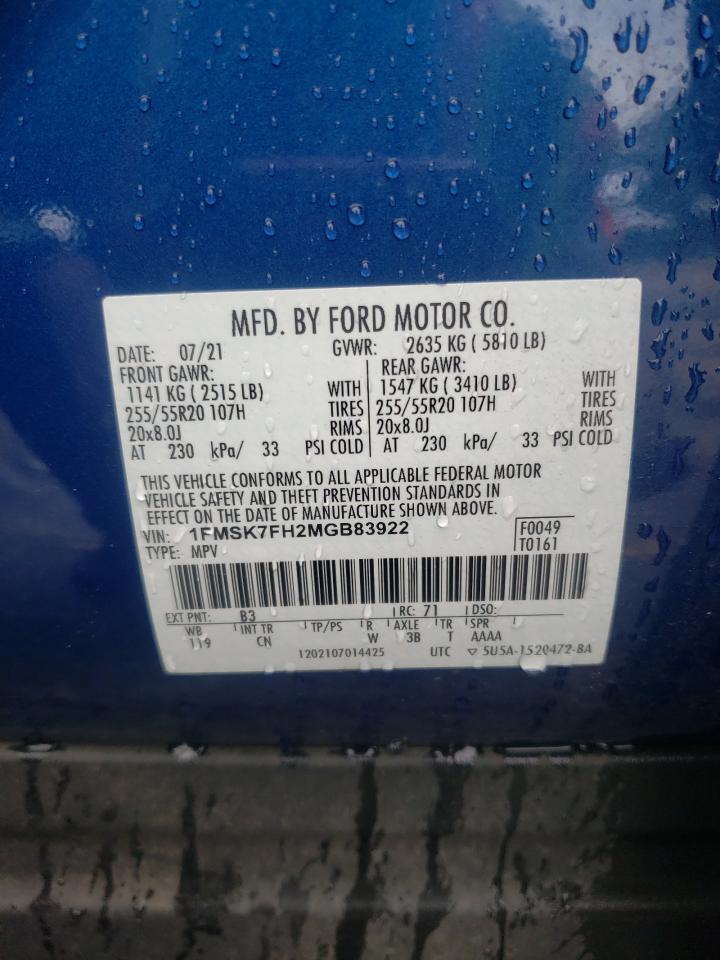 MFD. BY FORD MOTOR CO.
DATE: 07/21 GVWR: 2635 KG ( 5810 LB)
FRONT GAWR: REAR GAWR:
1141 KG ( 2515 LB) WITH 1547 KG ( 3410 LB) WITH
255/55R20 107H TIRES 255/55R20 107H TIRES
20x8.0J RIMS 20x8.0J RIMS
AT 230 kPa/ 33 PSI COLD AT 230 kPa/ 33 PSI COLD
THIS VEHICLE CONFORMS TO ALL APPLICABLE FEDERAL MOTOR
VEHICLE SAFETY AND THEFT PREVENTION STANDARDS IN
EFFECT ON THE DATE OF MANUFACTURE SHOWN ABOVE.
VIN: 1FMSK7FH2MGB83922 F0049
TYPE: MPV T0161
EXT PNT: B3 RC: 71 DSO:
WB INT TR TP/PS R AXLE TR SPR
119 CN W 3B T AAAA
1202107014425 UTC ▽ 5U5A-1520472-BA